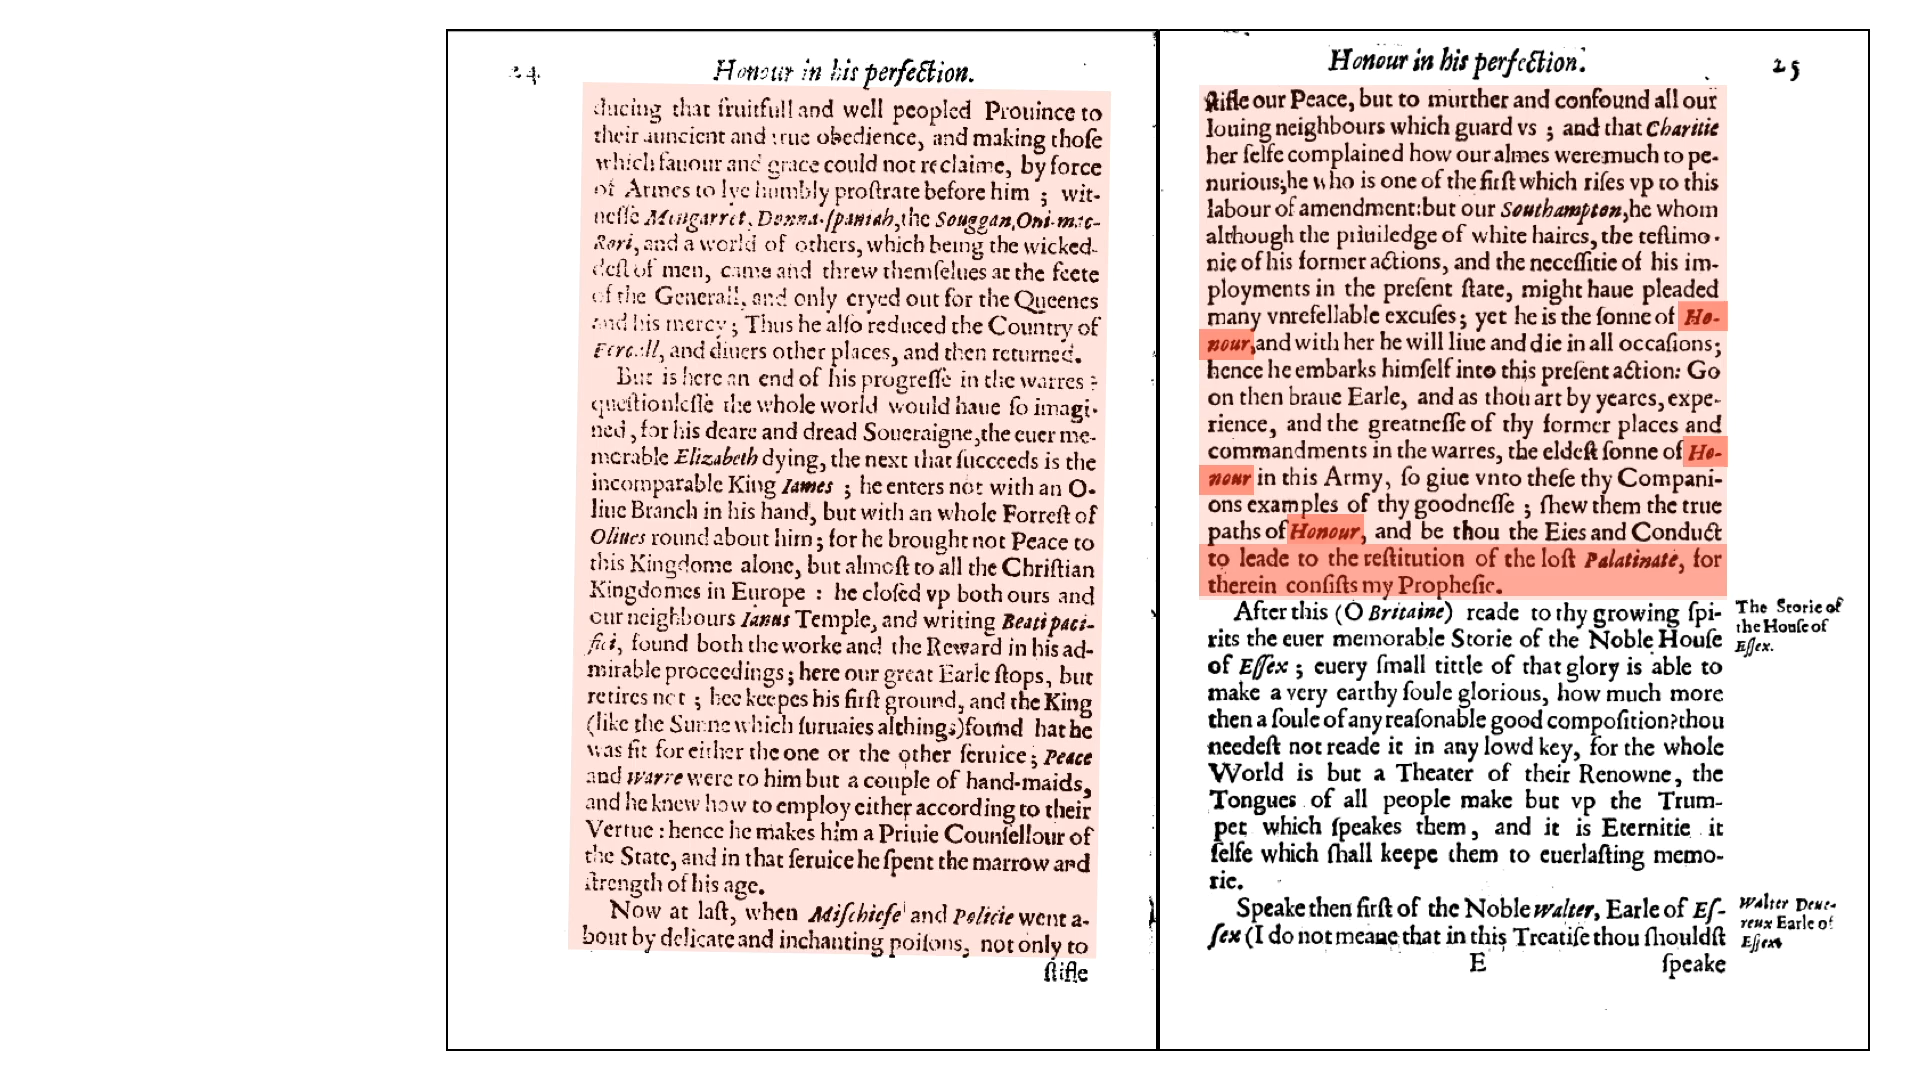 24. Honour in his perfection.
ducing that fruitfull and well peopled Prouince to
their auncient and true obedience, and making thoſe
which fauour and grace could not reclaime, by force
of Armes to lye humbly proſtrate before him ; wit-
neſſe Mungarret, Donna-ſpaniah, the Souggan, Oni-mac-
Rori, and a world of others, which being the wicked-
deſt of men, came and threw themſelues at the feete
of the Generall, and only cryed out for the Queenes
and his mercy ; Thus he alſo reduced the Country of
and diuers other places, and then returned.
But is here an end of his progreſſe in the warres ?
queſtionleſſe the whole world would haue ſo imagi-
ned, for his deare and dread Soueraigne, the euer me-
merable Elizabeth dying, the next that ſucceeds is the
incomparable King Iames ; he enters not with an O-
liue Branch in his hand, but with an whole Forreſt of
Oliues round about him ; for he brought not Peace to
this Kingdome alone, but almoſt to all the Chriſtian
Kingdomes in Europe : he cloſed vp both ours and
our neighbours Ianus Temple, and writing Beati paci-
fici, found both the worke and the Reward in his ad-
mirable proceedings ; here our great Earle ſtops, but
retires not ; hee keepes his firſt ground, and the King
(like the Sunne which ſuruaies althings) found hat he
was fit for either the one or the other ſeruice ; Peace
and Warre were to him but a couple of hand-maids,
and he knew how to employ either according to their
Vertue : hence he makes him a Priuie Counſellour of
the State, and in that ſeruice he ſpent the marrow and
ſtrength of his age.
Now at laſt, when Miſchiefe and Policie went a-
bout by delicate and inchanting poiſons, not only to
ſtifle
Honour in his perfection. 25
ſtifle our Peace, but to murther and confound all our
louing neighbours which guard vs ; and that Charitie
her ſelfe complained how our almes were much to pe-
nurious; he who is one of the firſt which riſes vp to this
labour of amendment: but our Southampton, he whom
although the priuiledge of white haires, the teſtimo-
nie of his former actions, and the neceſſitie of his im-
ployments in the preſent ſtate, might haue pleaded
many vnrefellable excuſes ; yet he is the ſonne of Ho-
nour, and with her he will liue and die in all occaſions;
hence he embarks himſelf into this preſent action: Go
on then braue Earle, and as thou art by yeares, expe-
rience, and the greatneſſe of thy former places and
commandments in the warres, the eldeſt ſonne of Ho-
nour in this Army, ſo giue vnto theſe thy Compani-
ons examples of thy goodneſſe ; ſhew them the true
paths of Honour, and be thou the Eies and Conduct
to leade to the reſtitution of the loſt Palatinate, for
therein conſiſts my Propheſie.
After this (O Britaine) reade to thy growing ſpi-
rits the euer memorable Storie of the Noble Houſe
of Eſſex ; euery ſmall tittle of that glory is able to
make a very earthy ſoule glorious, how much more
then a ſoule of any reaſonable good compoſition? thou
needeſt not reade it in any lowd key, for the whole
World is but a Theater of their Renowne, the
Tongues of all people make but vp the Trum-
pet which ſpeakes them, and it is Eternitie it
ſelfe which ſhall keepe them to euerlaſting memo-
rie.
The Storie of
the Houſe of
Eſſex.
Speake then firſt of the Noble Walter, Earle of Eſ-
ſex (I do not meane that in this Treatiſe thou ſhouldſt
Walter Deue-
reux Earle of
Eſſex
E ſpeake